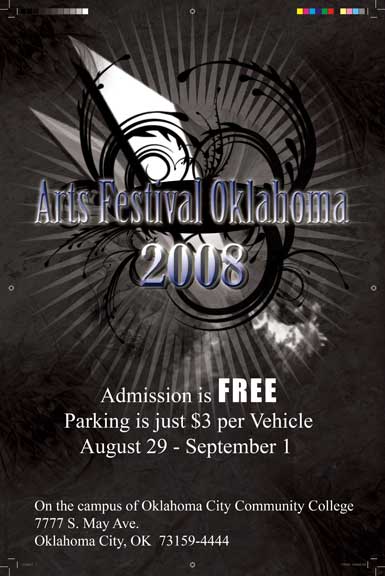 Arts Festival Oklahoma
2008
Admission is FREE
Parking is just $3 per Vehicle
August 29 - September 1
On the campus of Oklahoma City Community College
7777 S. May Ave.
Oklahoma City, OK  73159-4444